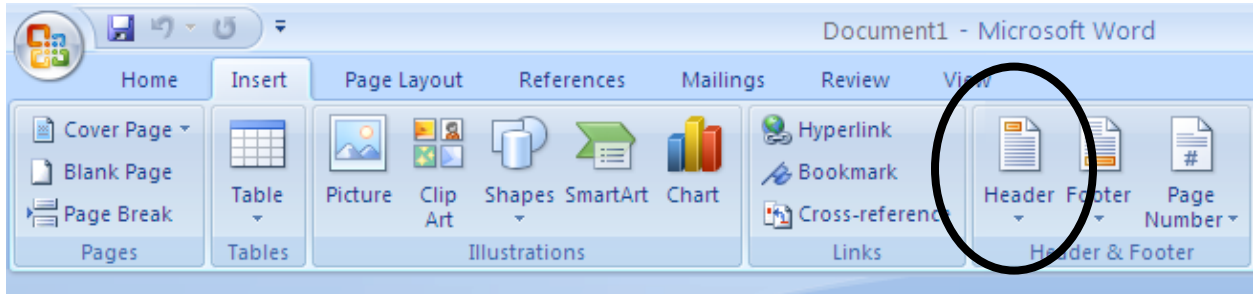 Document1 - Microsoft Word
Home Insert Page Layout References Mailings Review View
Cover Page
Blank Page
Page Break
Pages
Table
Tables
Picture
Clip
Art
Shapes
SmartArt
Chart
Illustrations
Hyperlink
Bookmark
Cross-reference
Links
Header
Footer
Page
Number
Header & Footer